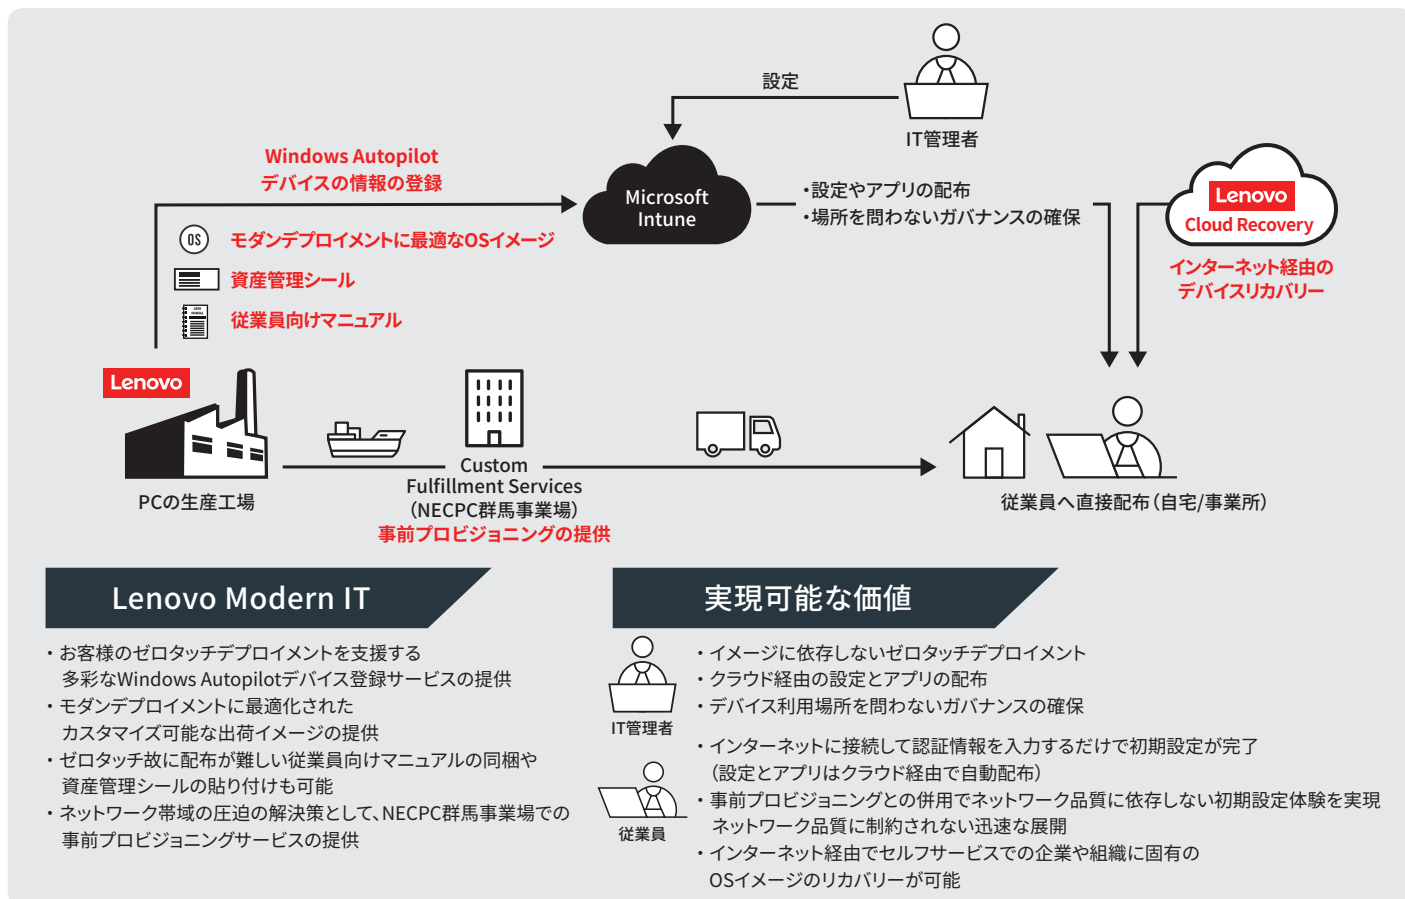 設定
IT管理者
Windows Autopilot
デバイスの情報の登録
Microsoft
Intune
・設定やアプリの配布
・場所を問わないガバナンスの確保
Lenovo
Cloud Recovery
インターネット経由の
デバイスリカバリー
OS
モダンデプロイメントに最適なOSイメージ
資産管理シール
従業員向けマニュアル
Lenovo
PCの生産工場
Custom
Fulfillment Services
（NECPC群馬事業場）
事前プロビジョニングの提供
従業員へ直接配布（自宅/事業所）
Lenovo Modern IT
・お客様のゼロタッチデプロイメントを支援する
多彩なWindows Autopilotデバイス登録サービスの提供
・モダンデプロイメントに最適化された
カスタマイズ可能な出荷イメージの提供
・ゼロタッチ故に配布が難しい従業員向けマニュアルの同梱や
資産管理シールの貼り付けも可能
・ネットワーク帯域の圧迫の解決策として、NECPC群馬事業場での
事前プロビジョニングサービスの提供
実現可能な価値
IT管理者
・イメージに依存しないゼロタッチデプロイメント
・クラウド経由の設定とアプリの配布
・デバイス利用場所を問わないガバナンスの確保
従業員
・インターネットに接続して認証情報を入力するだけで初期設定が完了
（設定とアプリはクラウド経由で自動配布）
・事前プロビジョニングとの併用でネットワーク品質に依存しない初期設定体験を実現
ネットワーク品質に制約されない迅速な展開
・インターネット経由でセルフサービスでの企業や組織に固有の
OSイメージのリカバリーが可能